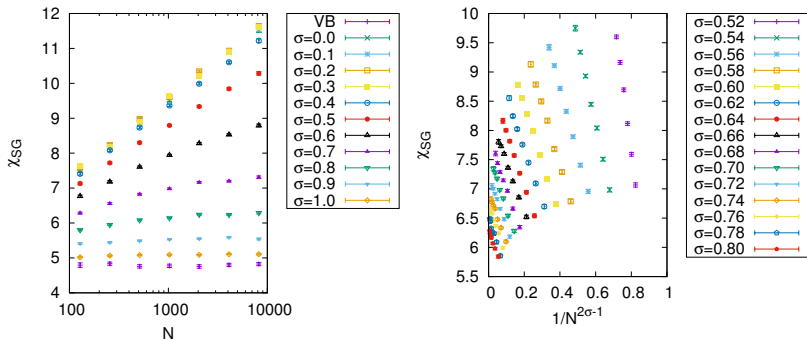 χSG
12
11
10
9
8
7
6
5
4
100
1000
10000
N
VB
σ=0.0
σ=0.1
σ=0.2
σ=0.3
σ=0.4
σ=0.5
σ=0.6
σ=0.7
σ=0.8
σ=0.9
σ=1.0
χSG
10
9.5
9
8.5
8
7.5
7
6.5
6
5.5
0
0.2
0.4
0.6
0.8
1
1/N^{2σ-1}
σ=0.52
σ=0.54
σ=0.56
σ=0.58
σ=0.60
σ=0.62
σ=0.64
σ=0.66
σ=0.68
σ=0.70
σ=0.72
σ=0.74
σ=0.76
σ=0.78
σ=0.80